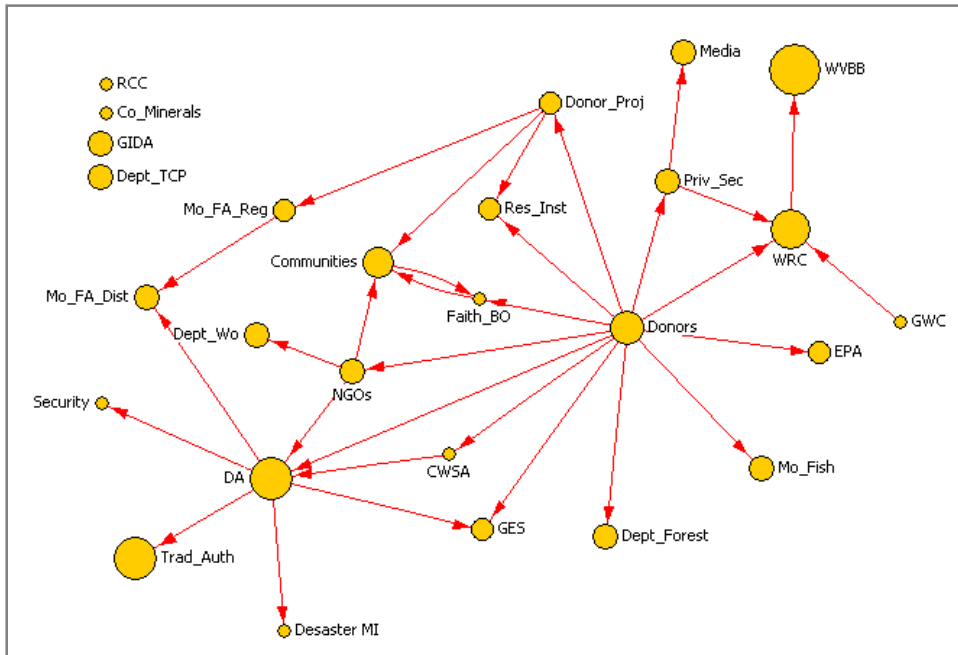 Media
WVBB
RCC
Co_Minerals
Donor_Proj
GIDA
Dept_TCP
Priv_Sec
Mo_FA_Reg
Res_Inst
Communities
WRC
Mo_FA_Dist
Faith_BO
Donors
GWC
Dept_Wo
EPA
NGOs
Security
DA
CWSA
Mo_Fish
GES
Dept_Forest
Trad_Auth
Desaster MI